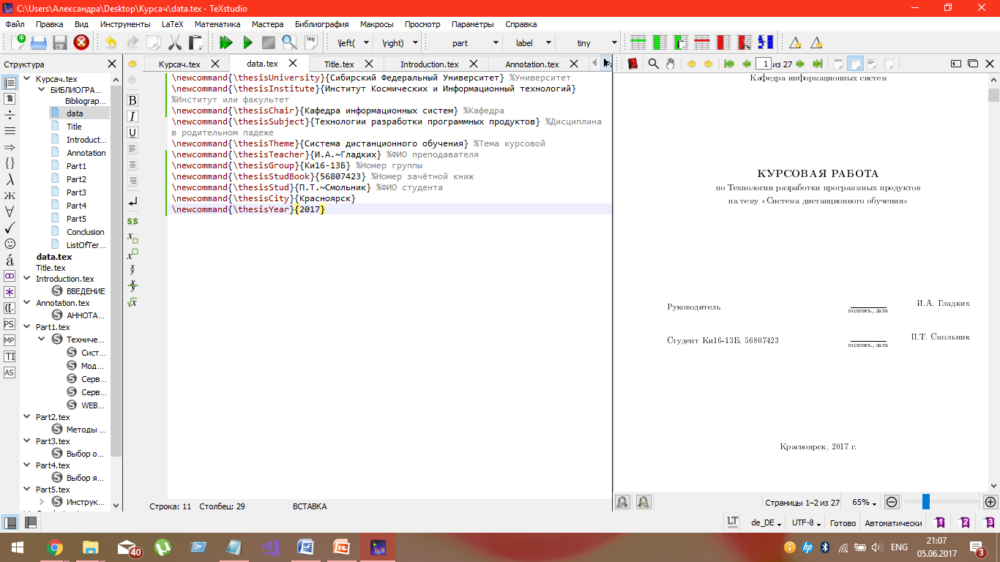 C:\Users\Александра\Desktop\Курсач\data.tex - TeXstudio
Файл Правка Вид Инструменты LaTeX Математика Мастера Библиография Макросы Просмотр Параметры Справка
log \left( \right) part label tiny
Структура
Курсач.tex data.tex Title.tex Introduction.tex Annotation.tex
1 из 27
Курсач.tex
БИБЛИОГРА...
Bibliograp...
data
Title
Introduct...
Annotation
Part1
Part2
Part3
Part4
Part5
Conclusion
ListOfTer...
data.tex
Title.tex
Introduction.tex
ВВЕДЕНИЕ
Annotation.tex
АННОТА...
Part1.tex
Техниче...
Сист...
Мод...
Серв...
Серв...
WEB...
Part2.tex
Методы ...
Part3.tex
Выбор о...
Part4.tex
Выбор я...
Part5.tex
Инструк...
\newcommand{\thesisUniversity}{Сибирский Федеральный Университет} %Университет
\newcommand{\thesisInstitute}{Институт Космических и Информационный технологий}
%Институт или факультет
\newcommand{\thesisChair}{Кафедра информационных систем} %Кафедра
\newcommand{\thesisSubject}{Технологии разработки программных продуктов} %Дисциплина
в родительном падеже
\newcommand{\thesisTheme}{Система дистанционного обучения} %Тема курсовой
\newcommand{\thesisTeacher}{И.А.~Гладких} %ФИО преподавателя
\newcommand{\thesisGroup}{Ки16-13Б} %Номер группы
\newcommand{\thesisStudBook}{56807423} %Номер зачётной книж
\newcommand{\thesisStud}{П.Т.~Смольник} %ФИО студента
\newcommand{\thesisCity}{Красноярск}
\newcommand{\thesisYear}{2017}
Кафедра информационных систем
КУРСОВАЯ РАБОТА
по Технологии разработки программных продуктов
на тему «Система дистанционного обучения»
Руководитель
подпись, дата
И.А. Гладких
Студент Ки16-13Б, 56807423
подпись, дата
П.Т. Смольник
Красноярск, 2017 г.
Строка: 11 Столбец: 29 ВСТАВКА
Страницы 1–2 из 27 65%
LT de_DE UTF-8 Готово Автоматически 1 2 3
40 ENG 21:07
05.06.2017 3